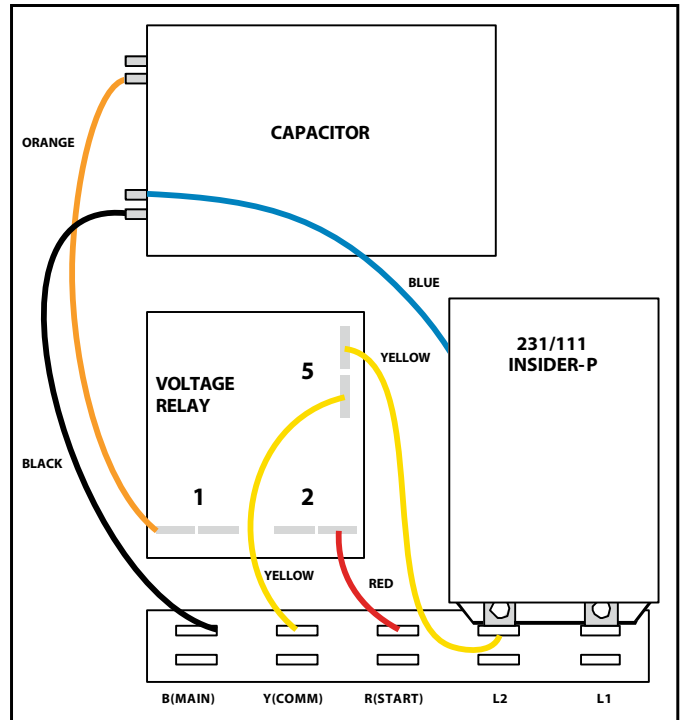 CAPACITOR
ORANGE
BLUE
231/111
INSIDER-P
YELLOW
5
VOLTAGE
RELAY
BLACK
1
2
YELLOW
RED
B(MAIN)
Y(COMM)
R(START)
L2
L1